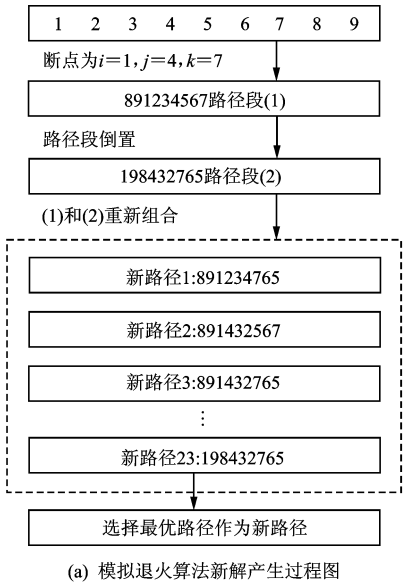 1 2 3 4 5 6 7 8 9
断点为i=1,j=4,k=7
891234567路径段(1)
路径段倒置
198432765路径段(2)
(1)和(2)重新组合
新路径1:891234765
新路径2:891432567
新路径3:891432765
⋮
新路径23:198432765
选择最优路径作为新路径
(a) 模拟退火算法新解产生过程图